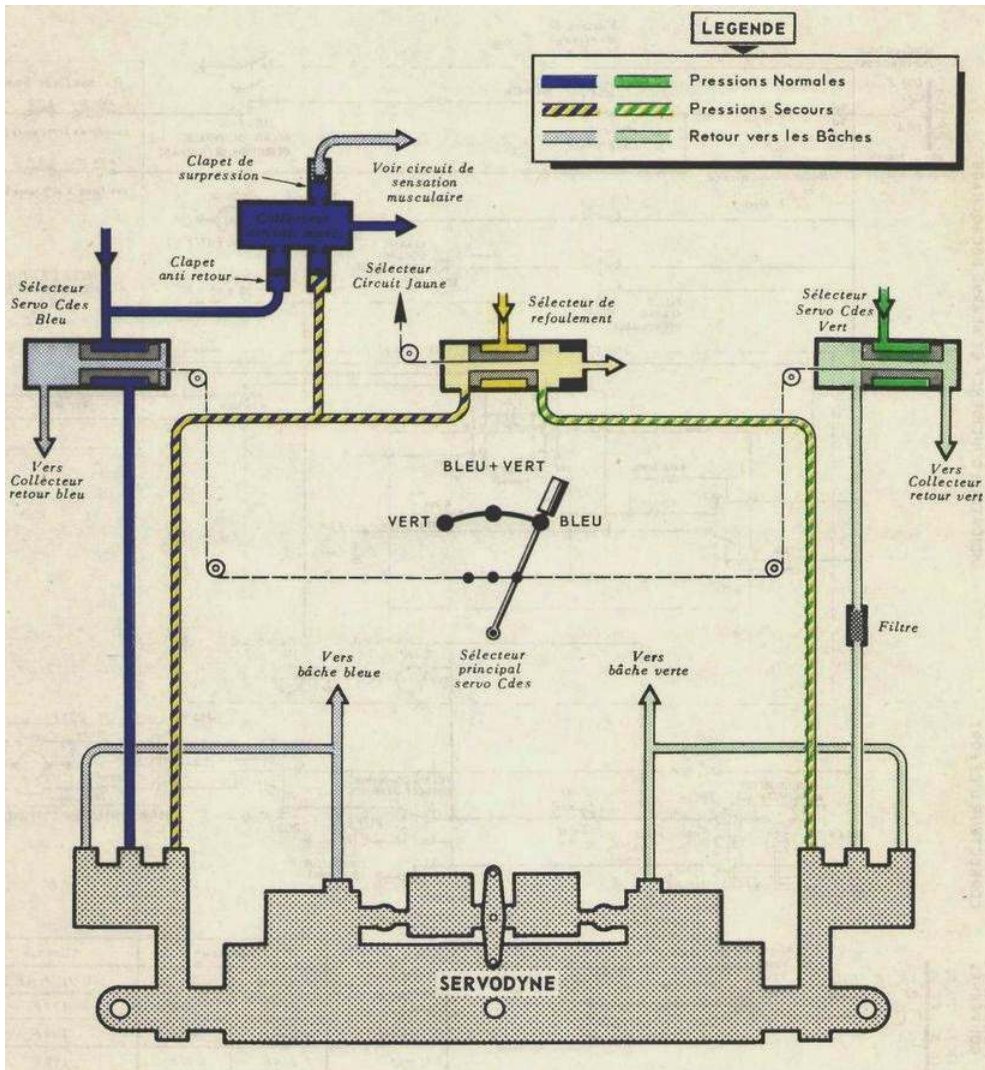 LEGENDE
Pressions Normales
Pressions Secours
Retour vers les Bâches
Clapet de
surpression
Voir circuit de
sensation
musculaire
Clapet
anti retour
Sélecteur
Circuit Jaune
Sélecteur
Servo Cdes
Bleu
Sélecteur de
refoulement
Sélecteur
Servo Cdes
Vert
Vers
Collecteur
retour bleu
Vers
Collecteur
retour vert
BLEU + VERT
VERT
BLEU
Filtre
Sélecteur
principal
servo Cdes
Vers
bâche bleue
Vers
bâche verte
SERVODYNE